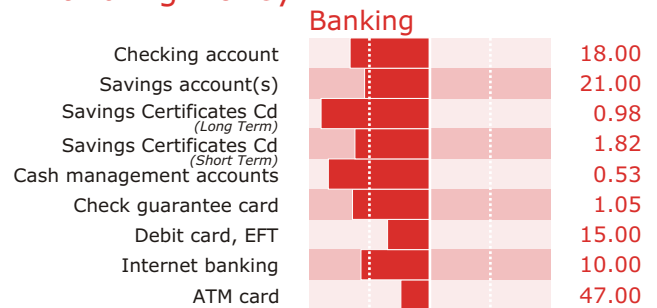 Banking
Checking account 18.00
Savings account(s) 21.00
Savings Certificates Cd 0.98
(Long Term)
Savings Certificates Cd 1.82
(Short Term)
Cash management accounts 0.53
Check guarantee card 1.05
Debit card, EFT 15.00
Internet banking 10.00
ATM card 47.00